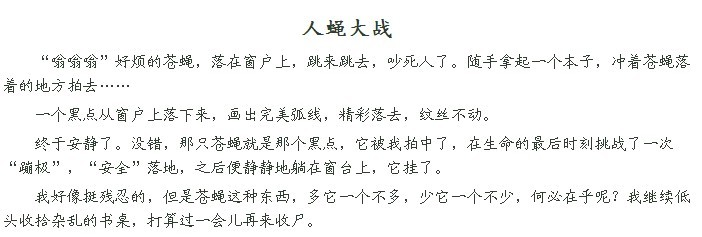 人蝇大战
“嗡嗡嗡”好烦的苍蝇，落在窗户上，跳来跳去，吵死人了。随手拿起一个本子，冲着苍蝇落
着的地方拍去……
一个黑点从窗户上落下来，画出完美弧线，精彩落去，纹丝不动。
终于安静了。没错，那只苍蝇就是那个黑点，它被我拍中了，在生命的最后时刻挑战了一次
“蹦极”，“安全”落地，之后便静静地躺在窗台上，它挂了。
我好像挺残忍的，但是苍蝇这种东西，多它一个不多，少它一个不少，何必在乎呢？我继续低
头收拾杂乱的书桌，打算过一会儿再来收尸。